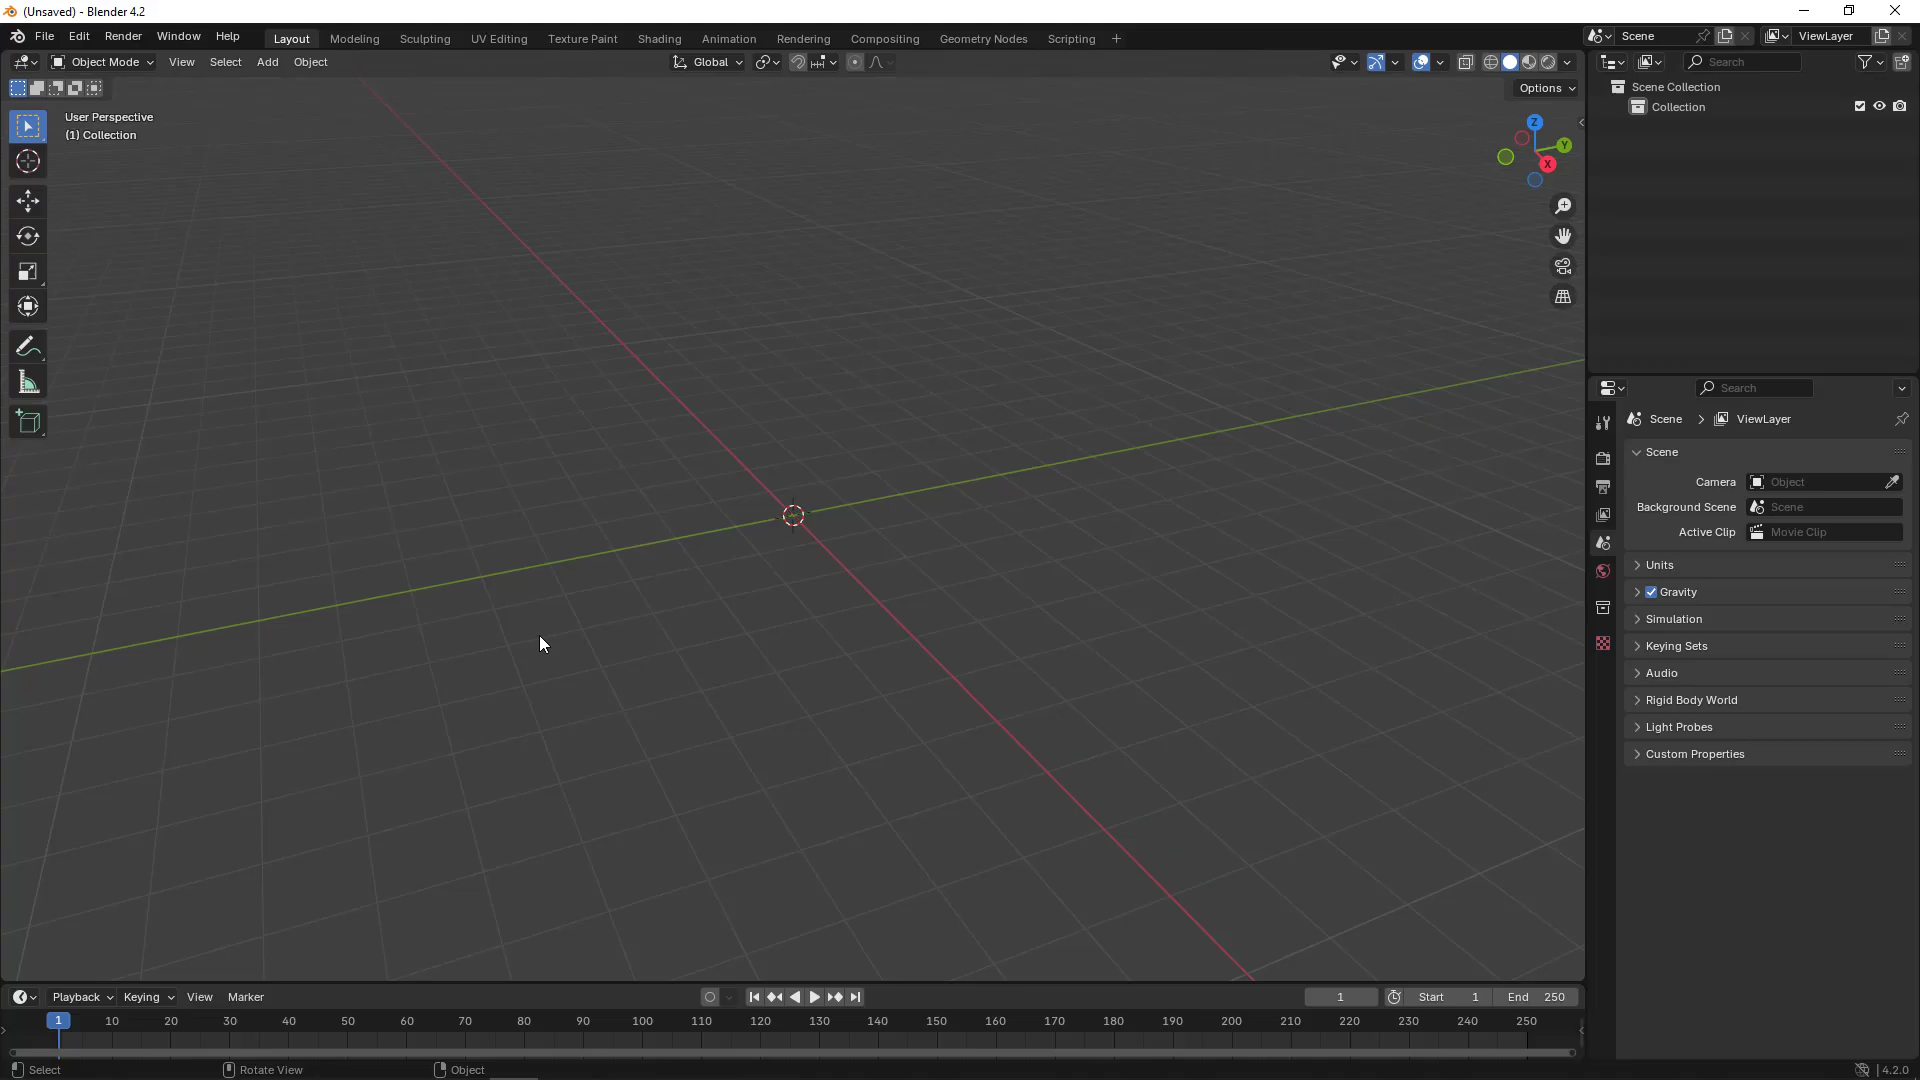 (Unsaved) - Blender 4.2
File Edit Render Window Help Layout Modeling Sculpting UV Editing Texture Paint Shading Animation Rendering Compositing Geometry Nodes Scripting + Scene ViewLayer
Object Mode View Select Add Object Global Search
Options
User Perspective
(1) Collection
Z
Y
X
Scene Collection
Collection
Search
Scene ViewLayer
Scene
Camera Object
Background Scene Scene
Active Clip Movie Clip
Units
Gravity
Simulation
Keying Sets
Audio
Rigid Body World
Light Probes
Custom Properties
Playback Keying View Marker 1 Start 1 End 250
1 10 20 30 40 50 60 70 80 90 100 110 120 130 140 150 160 170 180 190 200 210 220 230 240 250
Select Rotate View Object 4.2.0